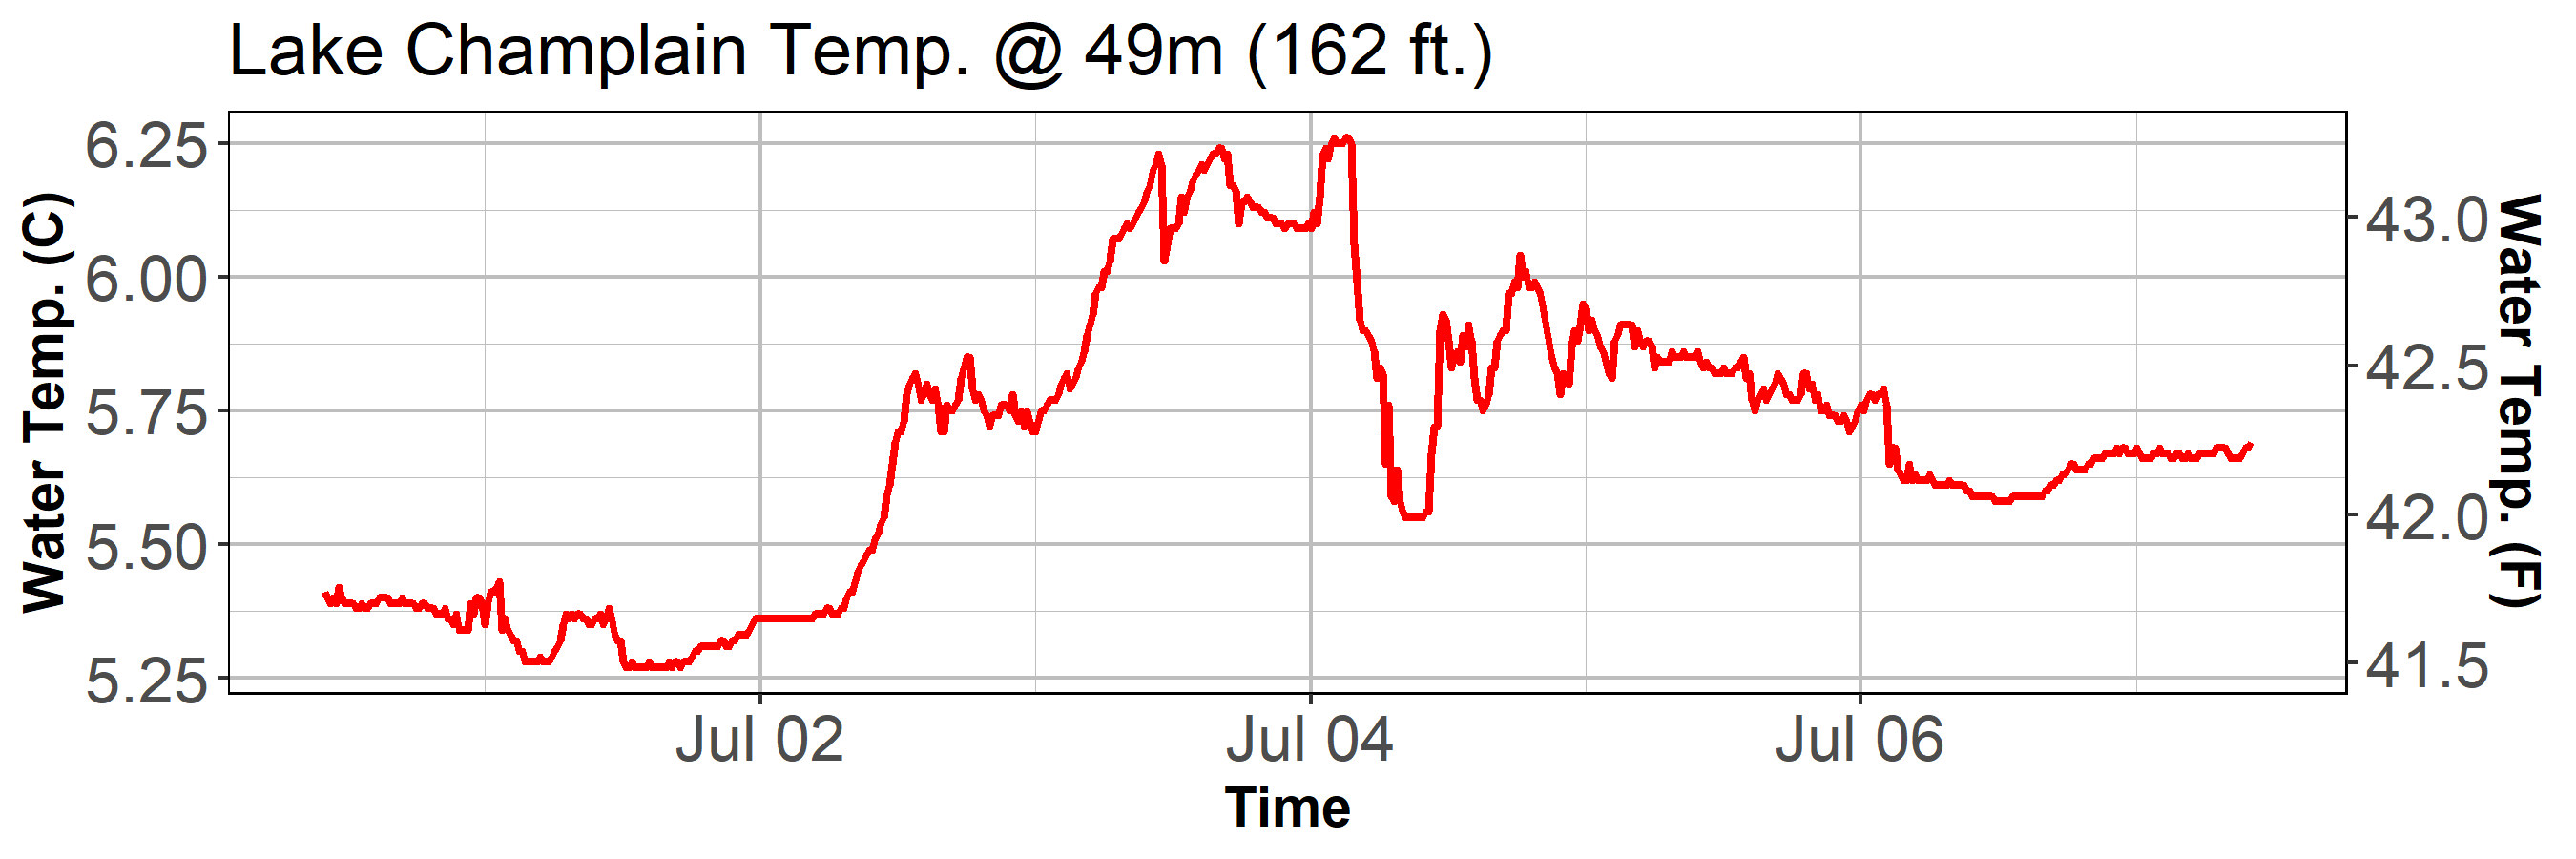 Lake Champlain Temp. @ 49m (162 ft.)
Water Temp. (C)
6.25
6.00
5.75
5.50
5.25
43.0
42.5
42.0
41.5
Water Temp. (F)
Jul 02
Jul 04
Jul 06
Time